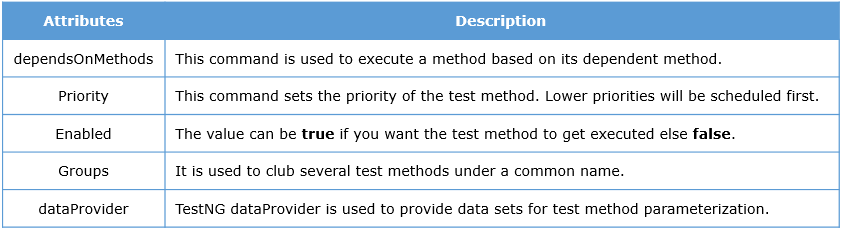 Attributes Description
dependsOnMethods This command is used to execute a method based on its dependent method.
Priority This command sets the priority of the test method. Lower priorities will be scheduled first.
Enabled The value can be true if you want the test method to get executed else false.
Groups It is used to club several test methods under a common name.
dataProvider TestNG dataProvider is used to provide data sets for test method parameterization.